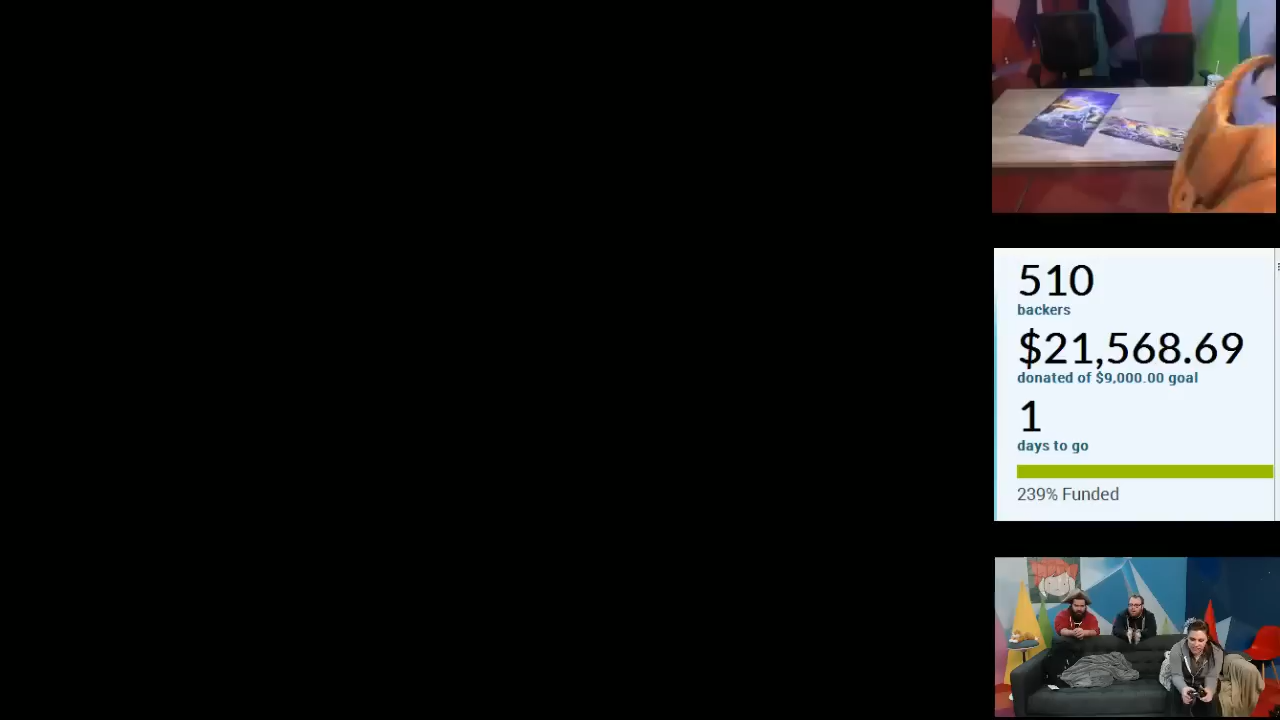 510
backers
$21,568.69
donated of $9,000.00 goal
1
days to go
239% Funded